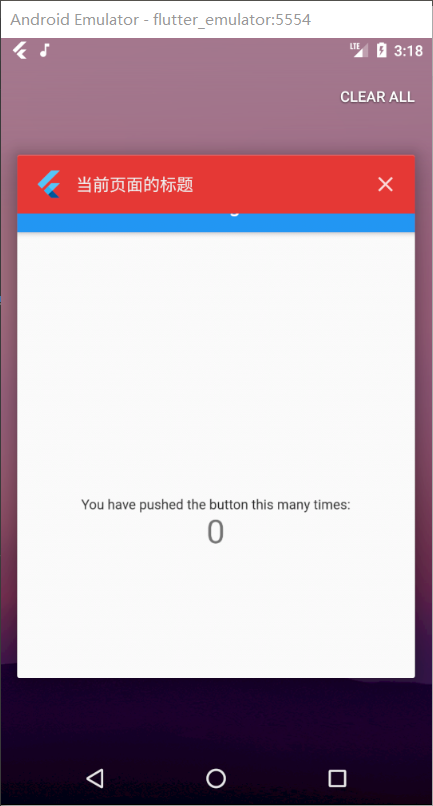 Android Emulator - flutter_emulator:5554
LTE 3:18
CLEAR ALL
当前页面的标题
You have pushed the button this many times:
0